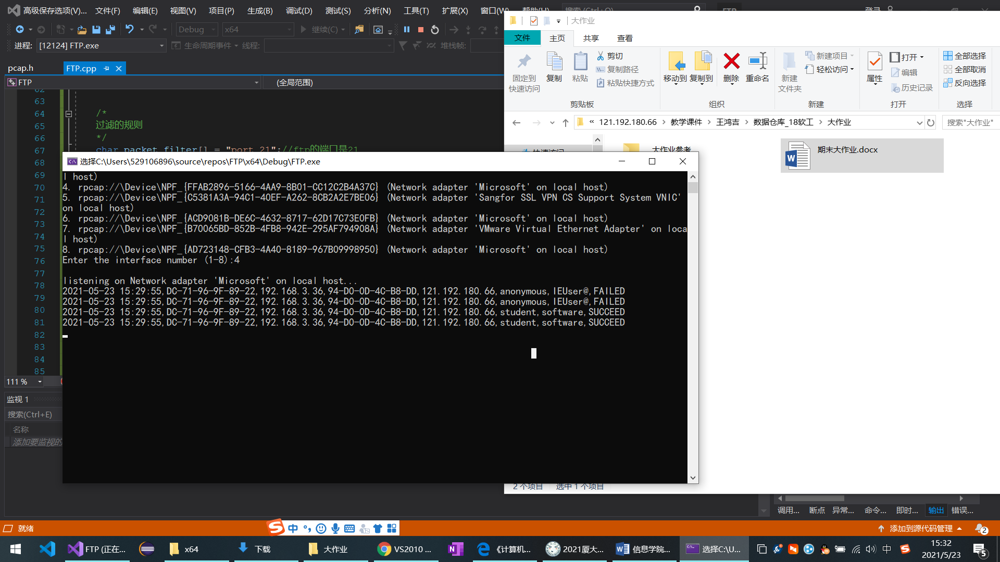 高级保存选项(V)... 文件(F) 编辑(E) 视图(V) 项目(P) 生成(B) 调试(D) 测试(S) 分析(N) 工具(T) 扩展(X) 窗口(W)
Debug x64 继续(C)
进程: [12124] FTP.exe 生命周期事件 线程: 堆栈帧:
pcap.h FTP.cpp
FTP (全局范围)
62
63
64 /*
65 过滤的规则
66 */
67 char packet_filter[] = "port 21";//ftp的端口是21
68
69
70
71
72
73
74
75
76
77
78
79
80
81
82
83
84
85
111 %
监视 1
搜索(Ctrl+E)
名称
添加要监视的
大作业
文件 主页 共享 查看
固定到快速访问 复制 粘贴 剪切 复制路径 粘贴快捷方式
移动到 复制到 删除 重命名 新建文件夹 新建项目 轻松访问
属性 打开 编辑 历史记录 全部选择 全部取消 反向选择
剪贴板 组织 新建 打开 选择
« 121.192.180.66 › 教学课件 › 王鸿吉 › 数据仓库_18软工 › 大作业 搜索"大作业"
快速访问 大作业参考 期末大作业.docx
选择C:\Users\529106896\source\repos\FTP\x64\Debug\FTP.exe
l host)
4. rpcap://\Device\NPF_{FFAB2896-5166-4AA9-8B01-CC12C2B4A37C} (Network adapter 'Microsoft' on local host)
5. rpcap://\Device\NPF_{C5381A3A-94C1-40EF-A262-8CB2A2E7BE06} (Network adapter 'Sangfor SSL VPN CS Support System VNIC'
on local host)
6. rpcap://\Device\NPF_{ACD9081B-DE6C-4632-8717-62D17C73E0FB} (Network adapter 'Microsoft' on local host)
7. rpcap://\Device\NPF_{B70065BD-852B-4FB8-942E-295AF794908A} (Network adapter 'VMware Virtual Ethernet Adapter' on loca
l host)
8. rpcap://\Device\NPF_{AD723148-CFB3-4A40-8189-967B09998950} (Network adapter 'Microsoft' on local host)
Enter the interface number (1-8):4
listening on Network adapter 'Microsoft' on local host...
2021-05-23 15:29:55,DC-71-96-9F-89-22,192.168.3.36,94-D0-0D-4C-B8-DD,121.192.180.66,anonymous,IEUser@,FAILED
2021-05-23 15:29:55,DC-71-96-9F-89-22,192.168.3.36,94-D0-0D-4C-B8-DD,121.192.180.66,anonymous,IEUser@,FAILED
2021-05-23 15:29:55,DC-71-96-9F-89-22,192.168.3.36,94-D0-0D-4C-B8-DD,121.192.180.66,student,software,SUCCEED
2021-05-23 15:29:55,DC-71-96-9F-89-22,192.168.3.36,94-D0-0D-4C-B8-DD,121.192.180.66,student,software,SUCCEED
2 个项目 选中 1 个项目
调用... 断点 异常... 命令... 即时... 输出 错误...
就绪 中 添加到源代码管理 2
FTP (正在... x64 下载 大作业 VS2010 ... 《计算机... 2021厦大... 信息学院... 选择C:\U... 中 15:32
2021/5/23 5